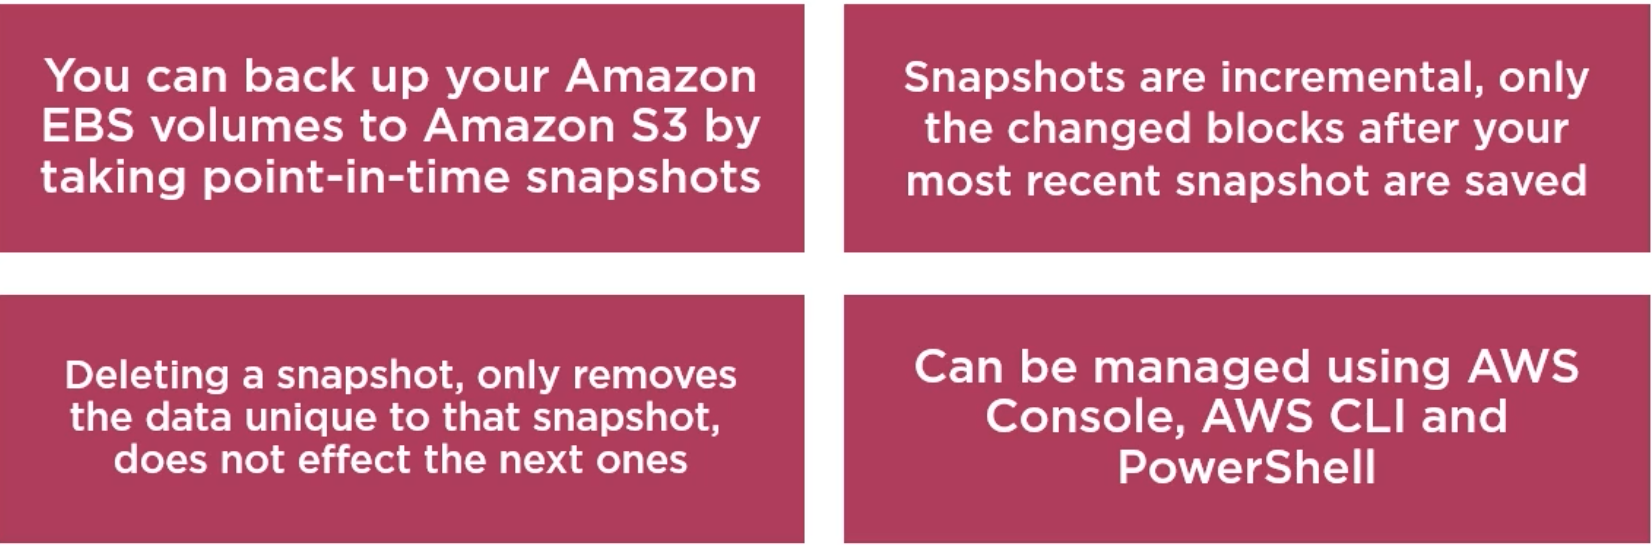 You can back up your Amazon
EBS volumes to Amazon S3 by
taking point-in-time snapshots
Snapshots are incremental, only
the changed blocks after your
most recent snapshot are saved
Deleting a snapshot, only removes
the data unique to that snapshot,
does not effect the next ones
Can be managed using AWS
Console, AWS CLI and
PowerShell